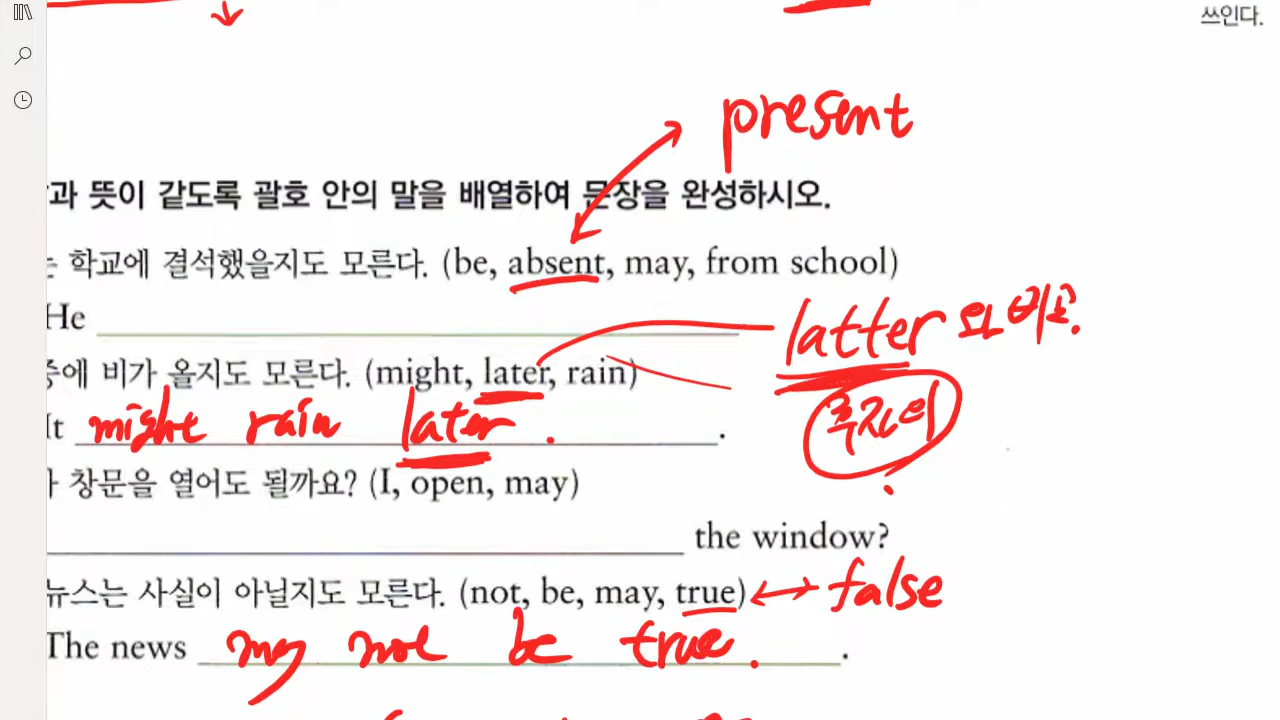 쓰인다.
present
과 뜻이 같도록 괄호 안의 말을 배열하여 문장을 완성하시오.
학교에 결석했을지도 모른다. (be, absent, may, from school)
He
latter 와 비교.
중에 비가 올지도 모른다. (might, later, rain)
후자의
It might rain later. .
창문을 열어도 될까요? (I, open, may)
the window?
뉴스는 사실이 아닐지도 모른다. (not, be, may, true) ↔ false
The news may not be true. .